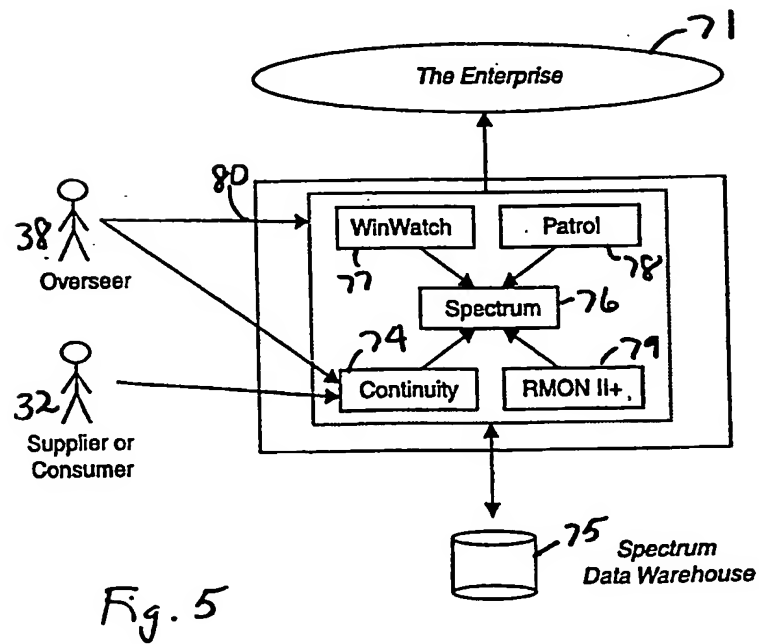 71
The Enterprise
80
38
Overseer
WinWatch
77
Patrol
78
Spectrum
76
74
Continuity
79
RMON II+
32
Supplier or
Consumer
75
Spectrum
Data Warehouse
Fig. 5